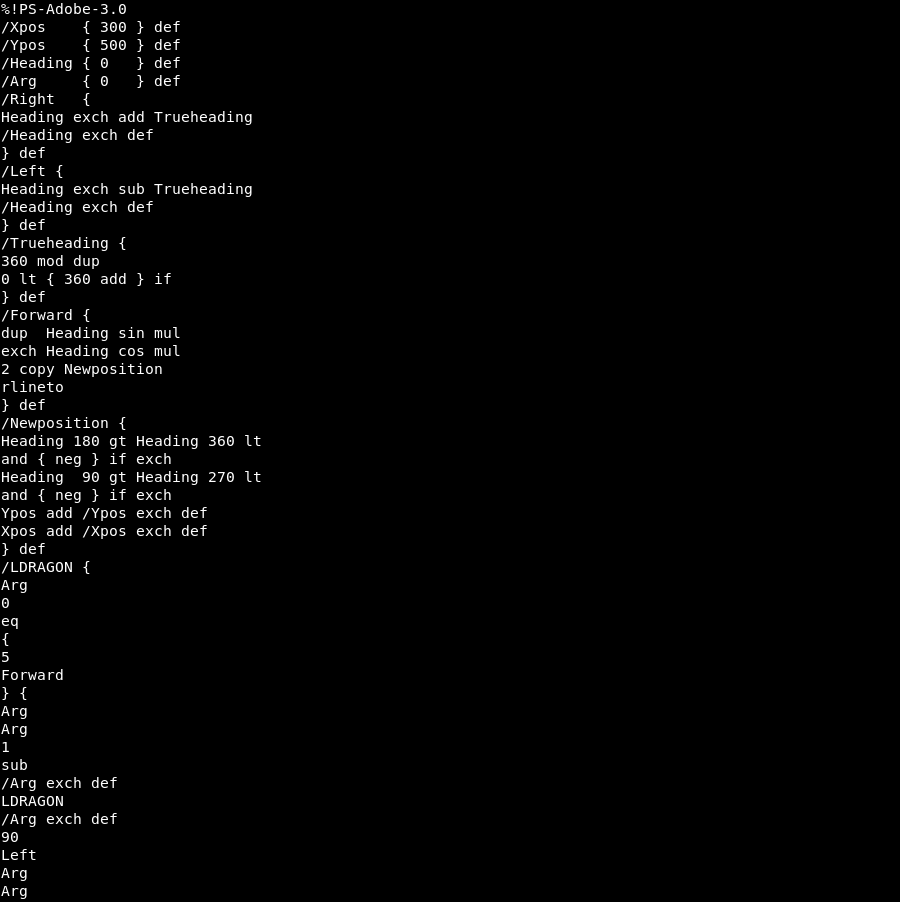 %!PS-Adobe-3.0
/Xpos    { 300 } def
/Ypos    { 500 } def
/Heading { 0   } def
/Arg     { 0   } def
/Right   {
Heading exch add Trueheading
/Heading exch def
} def
/Left {
Heading exch sub Trueheading
/Heading exch def
} def
/Trueheading {
360 mod dup
0 lt { 360 add } if
} def
/Forward {
dup  Heading sin mul
exch Heading cos mul
2 copy Newposition
rlineto
} def
/Newposition {
Heading 180 gt Heading 360 lt
and { neg } if exch
Heading  90 gt Heading 270 lt
and { neg } if exch
Ypos add /Ypos exch def
Xpos add /Xpos exch def
} def
/LDRAGON {
Arg
0
eq
{
5
Forward
} {
Arg
Arg
1
sub
/Arg exch def
LDRAGON
/Arg exch def
90
Left
Arg
Arg